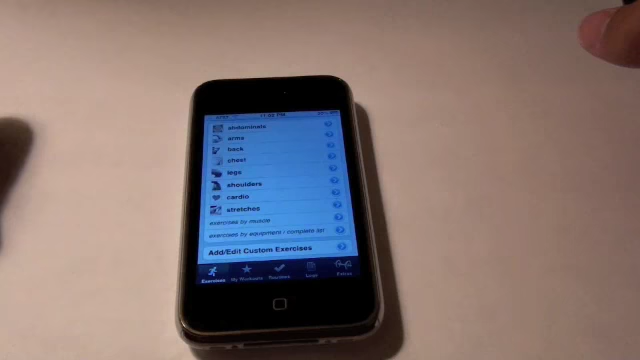 abdominals
arms
back
chest
legs
shoulders
cardio
stretches
exercises by muscle
exercises by equipment / complete list
Add/Edit Custom Exercises
Exercises My Workouts Routines Logs Extras